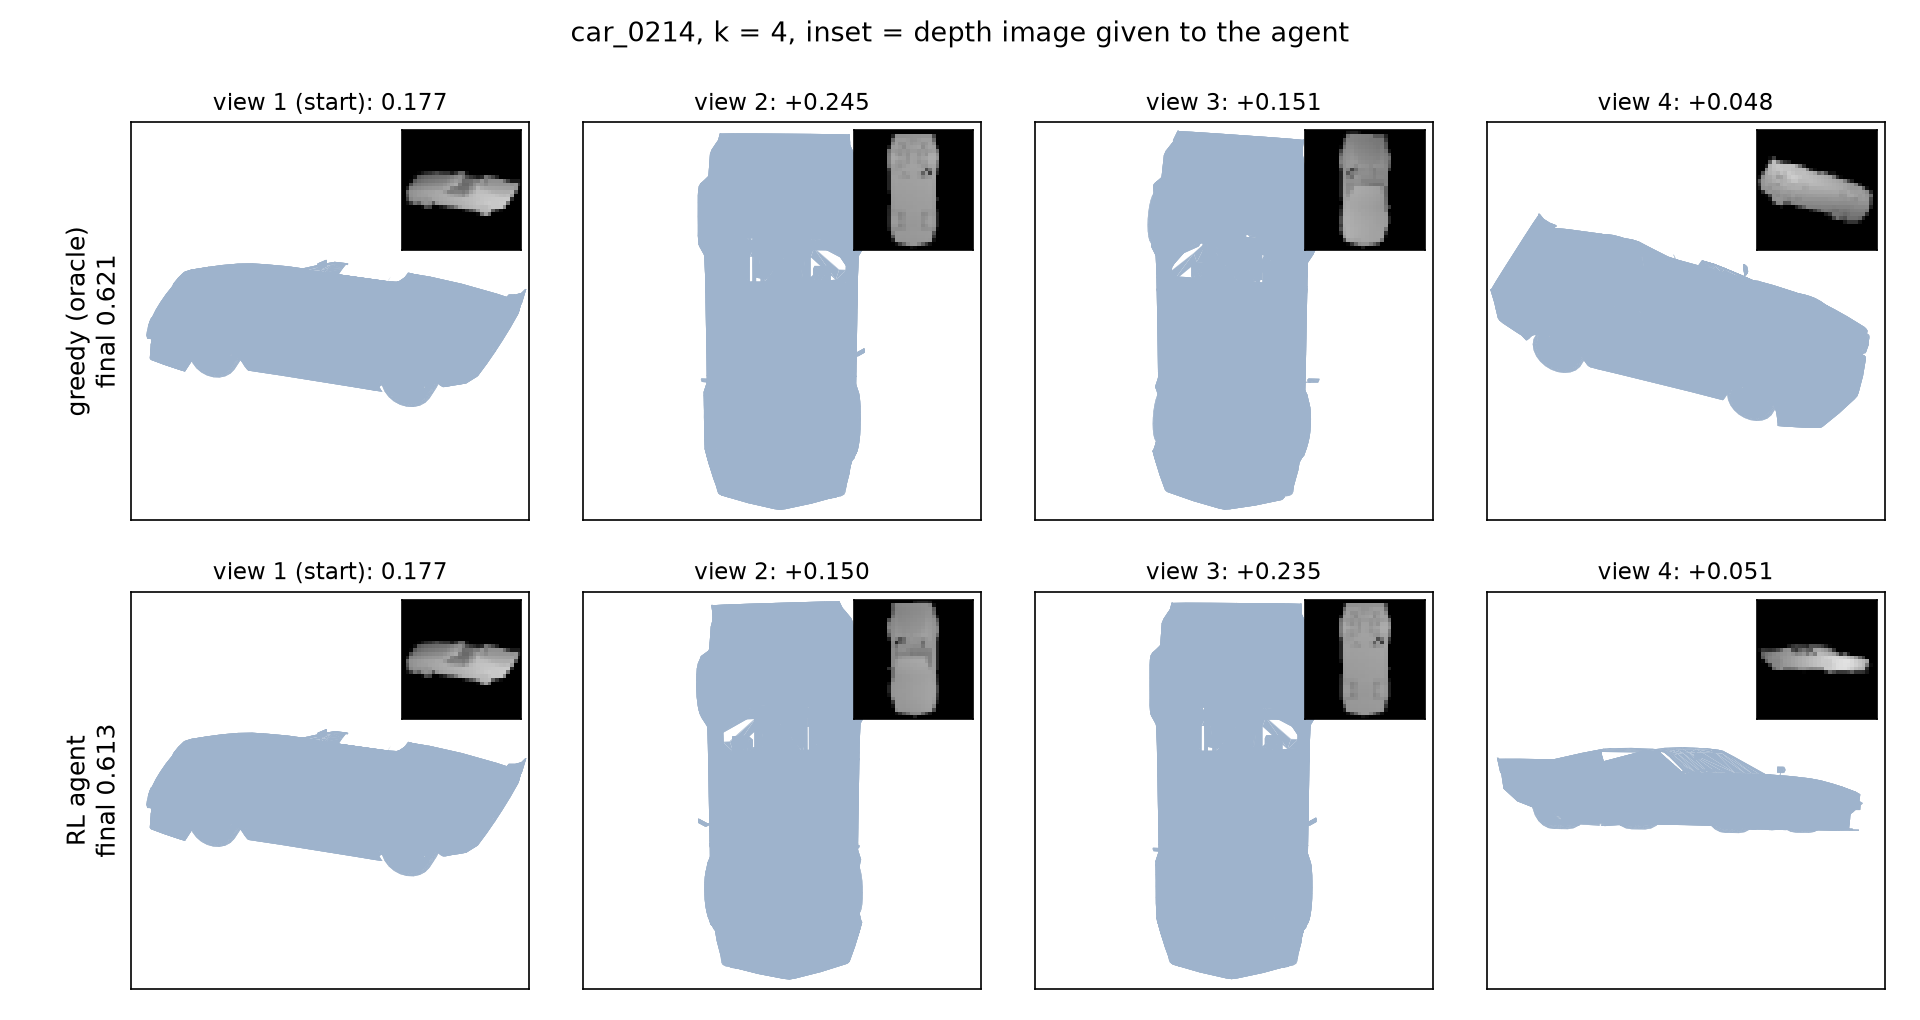 car_0214, k = 4, inset = depth image given to the agent
greedy (oracle)
final 0.621
view 1 (start): 0.177
view 2: +0.245
view 3: +0.151
view 4: +0.048
RL agent
final 0.613
view 1 (start): 0.177
view 2: +0.150
view 3: +0.235
view 4: +0.051